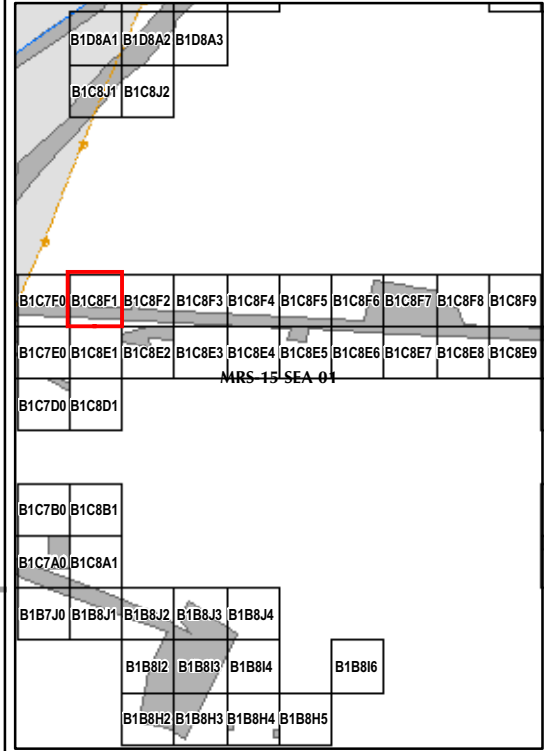 B1D8A1 B1D8A2 B1D8A3
B1C8J1 B1C8J2
B1C7F0 B1C8F1 B1C8F2 B1C8F3 B1C8F4 B1C8F5 B1C8F6 B1C8F7 B1C8F8 B1C8F9
B1C7E0 B1C8E1 B1C8E2 B1C8E3 B1C8E4 B1C8E5 B1C8E6 B1C8E7 B1C8E8 B1C8E9
MRS-15 SEA 01
B1C7D0 B1C8D1
B1C7B0 B1C8B1
B1C7A0 B1C8A1
B1B7J0 B1B8J1 B1B8J2 B1B8J3 B1B8J4
B1B8I2 B1B8I3 B1B8I4 B1B8I6
B1B8H2 B1B8H3 B1B8H4 B1B8H5